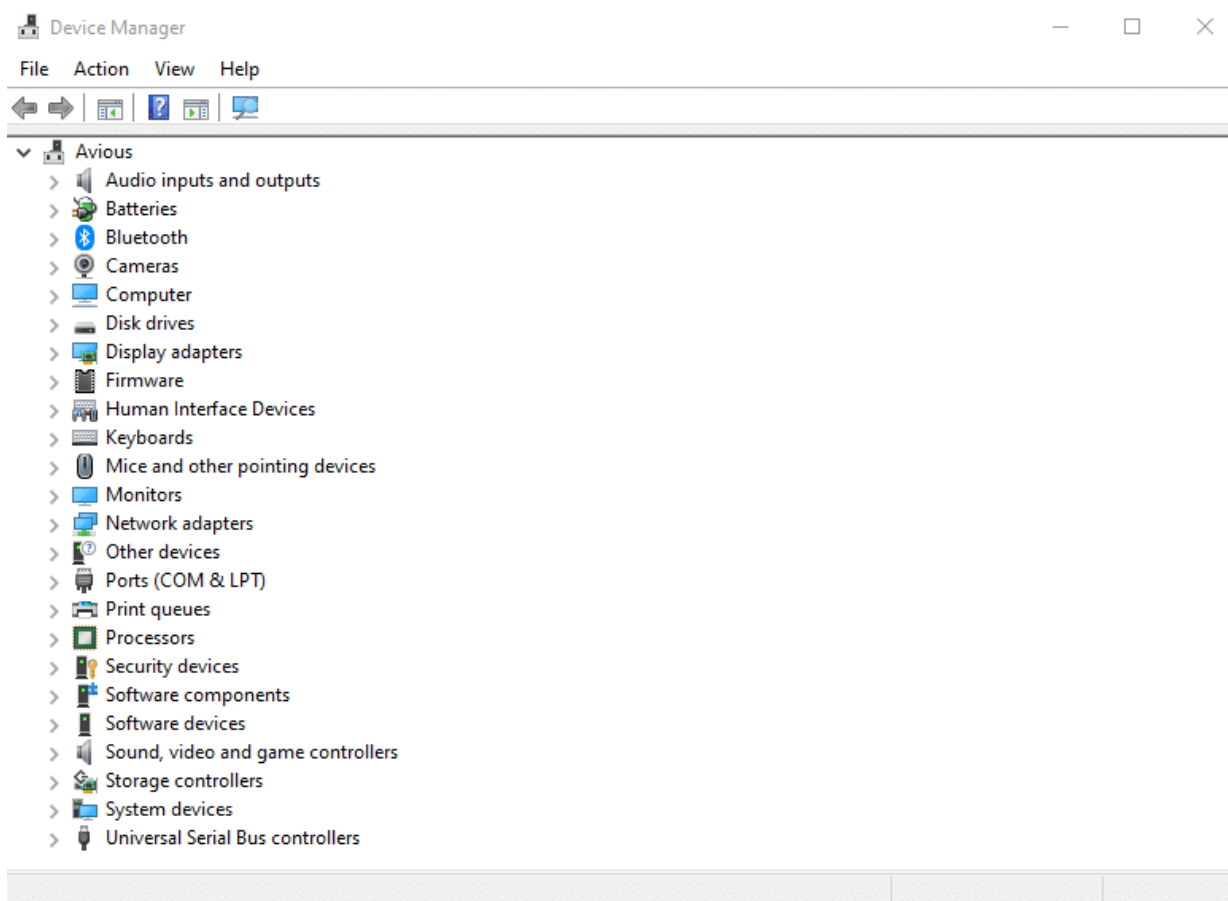 Device Manager
File Action View Help
Avious
Audio inputs and outputs
Batteries
Bluetooth
Cameras
Computer
Disk drives
Display adapters
Firmware
Human Interface Devices
Keyboards
Mice and other pointing devices
Monitors
Network adapters
Other devices
Ports (COM & LPT)
Print queues
Processors
Security devices
Software components
Software devices
Sound, video and game controllers
Storage controllers
System devices
Universal Serial Bus controllers